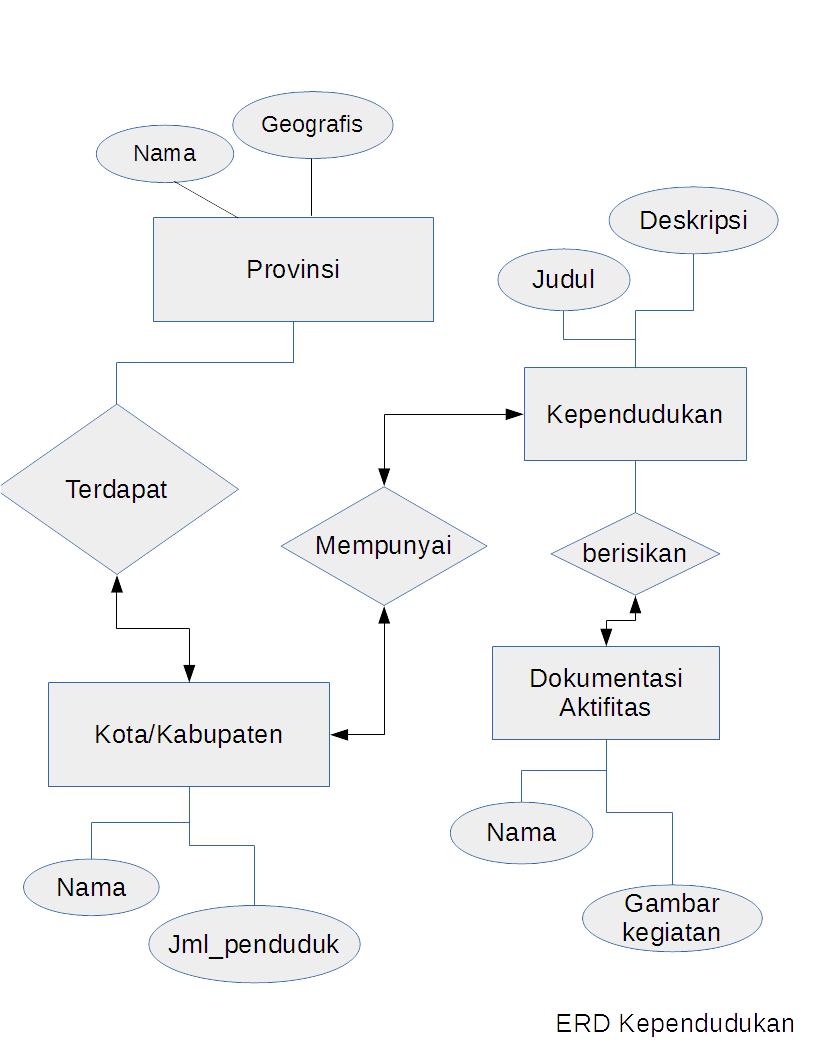 Geografis
Nama
Provinsi
Deskripsi
Judul
Kependudukan
Terdapat
Mempunyai
berisikan
Dokumentasi
Aktifitas
Kota/Kabupaten
Nama
Nama
Gambar
kegiatan
Jml_penduduk
ERD Kependudukan